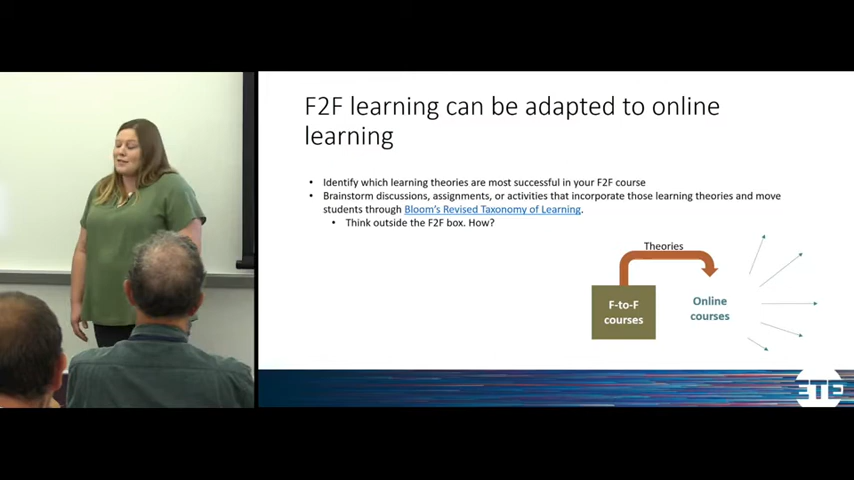 F2F learning can be adapted to online
learning
• Identify which learning theories are most successful in your F2F course
• Brainstorm discussions, assignments, or activities that incorporate those learning theories and move
students through Bloom's Revised Taxonomy of Learning.
• Think outside the F2F box. How?
Theories
F-to-F
courses
Online
courses
ETE